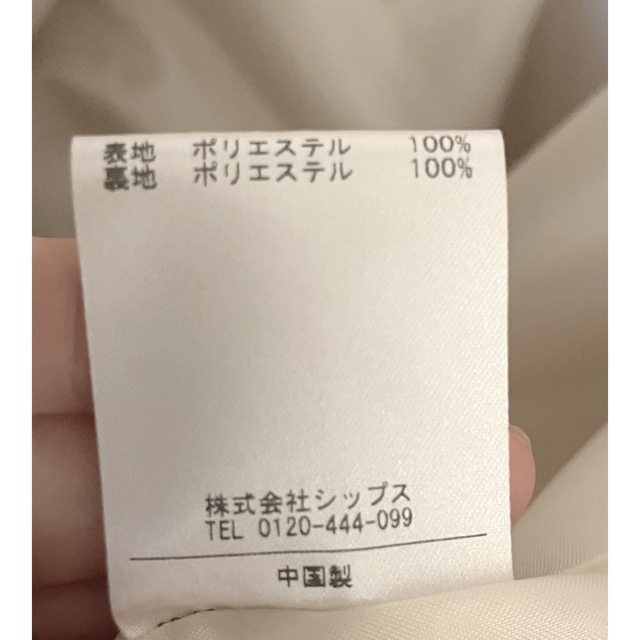 表地 ポリエステル 100%
裏地 ポリエステル 100%
株式会社シップス
TEL 0120-444-099
中国製